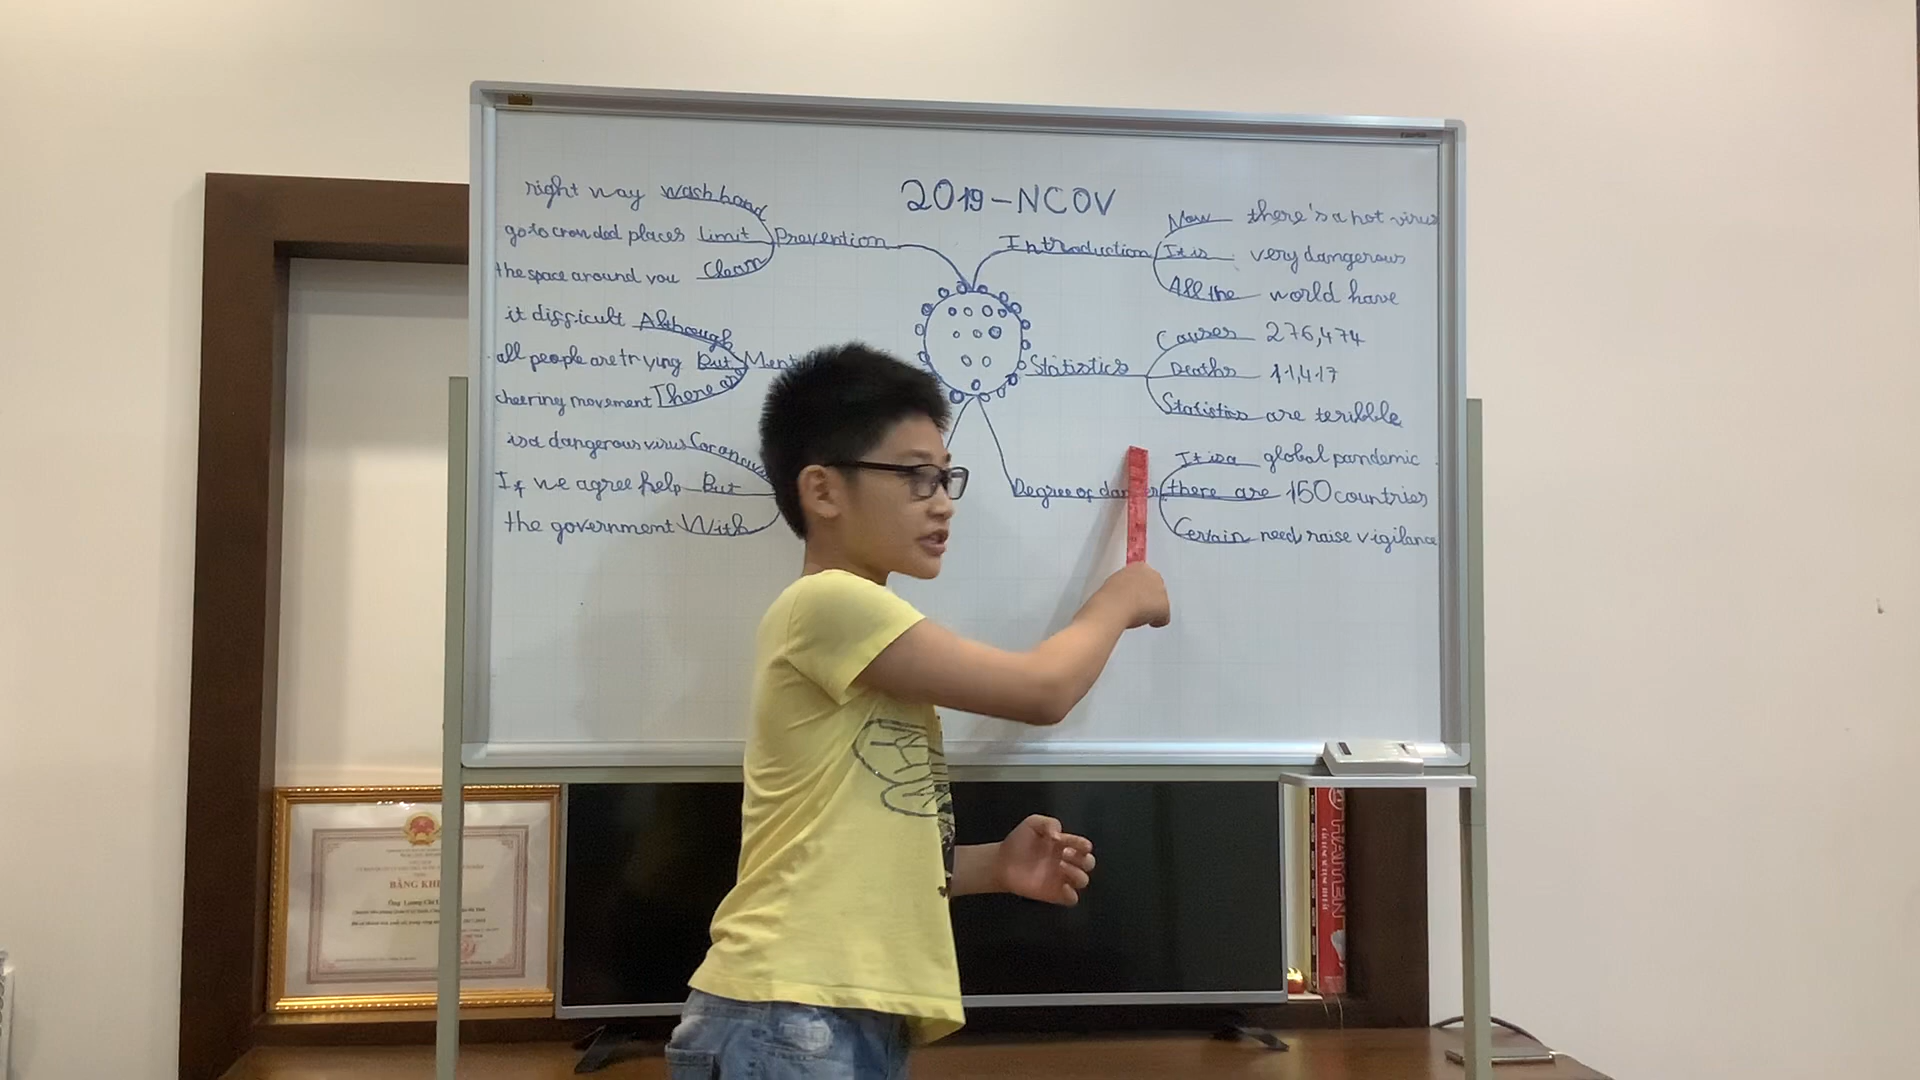 2019-NCOV
Introduction
Now there's a hot virus
It is very dangerous
All the world have
Statistics
Causes 276,474
Deaths 11,417
Statistics are teribble
Degree of danger
It is a global pandemic
there are 150 countries
Certain need raise vigilance
Prevention
right way wash hand
go to crowded places Limit
the space around you Clean
Ment
it difficult Although
all people are trying But
cheering movement There are
is a dangerous virus Coronavirus
If we agree help But
the government With
BẰNG KHEN